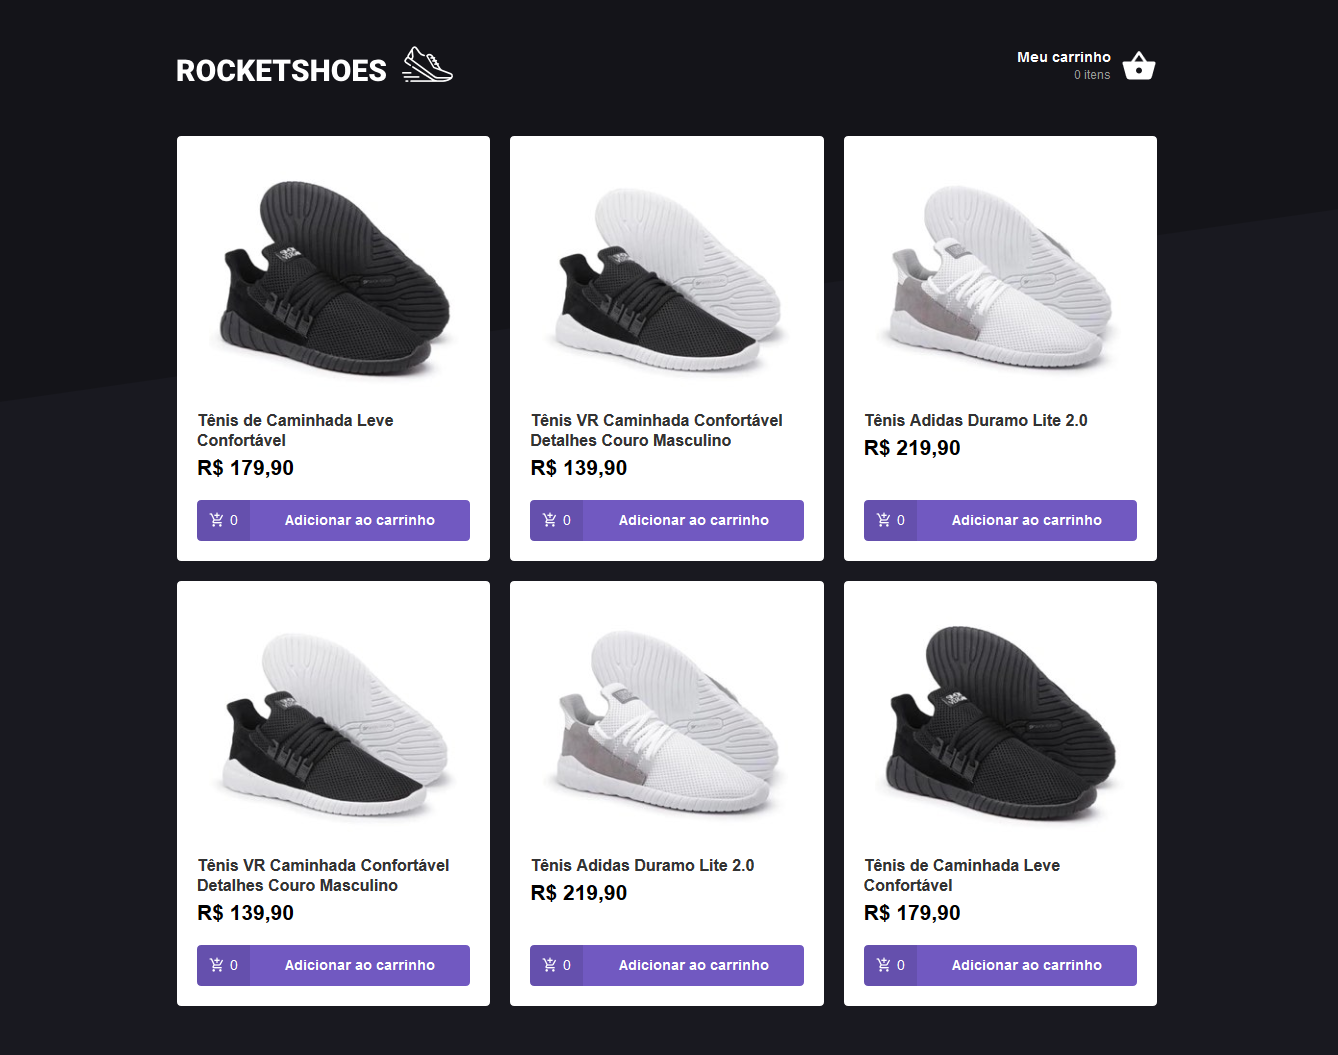 ROCKETSHOES
Meu carrinho
0 itens
Tênis de Caminhada Leve
Confortável
R$ 179,90
0 Adicionar ao carrinho
Tênis VR Caminhada Confortável
Detalhes Couro Masculino
R$ 139,90
0 Adicionar ao carrinho
Tênis Adidas Duramo Lite 2.0
R$ 219,90
0 Adicionar ao carrinho
Tênis VR Caminhada Confortável
Detalhes Couro Masculino
R$ 139,90
0 Adicionar ao carrinho
Tênis Adidas Duramo Lite 2.0
R$ 219,90
0 Adicionar ao carrinho
Tênis de Caminhada Leve
Confortável
R$ 179,90
0 Adicionar ao carrinho